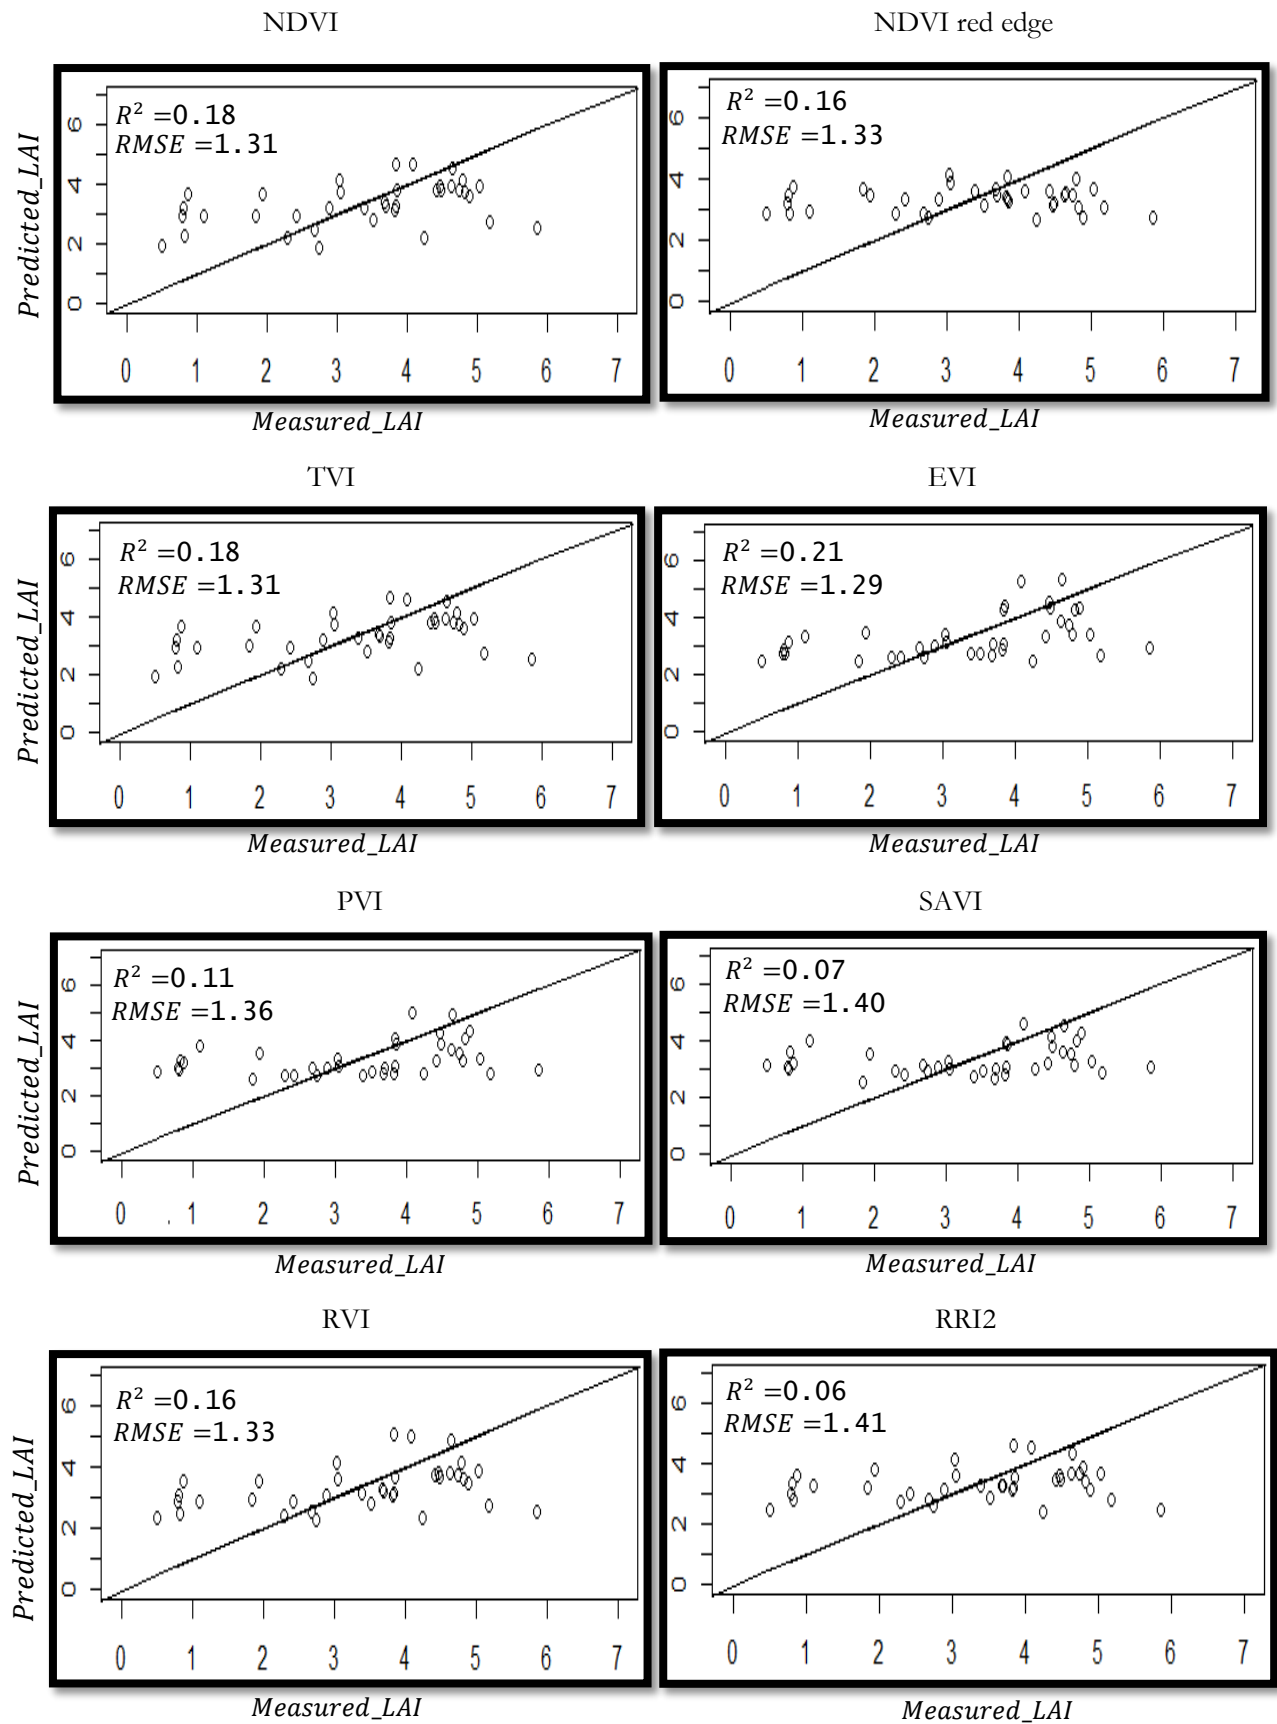 NDVI
NDVI red edge
R² =0.18
RMSE =1.31
R² =0.16
RMSE =1.33
Predicted_LAI
0 2 4 6
0 2 4 6
0 1 2 3 4 5 6 7
0 1 2 3 4 5 6 7
Measured_LAI
Measured_LAI
TVI
EVI
R² =0.18
RMSE =1.31
R² =0.21
RMSE =1.29
Predicted_LAI
0 2 4 6
0 2 4 6
0 1 2 3 4 5 6 7
0 1 2 3 4 5 6 7
Measured_LAI
Measured_LAI
PVI
SAVI
R² =0.11
RMSE =1.36
R² =0.07
RMSE =1.40
Predicted_LAI
0 2 4 6
0 2 4 6
0 . 1 2 3 4 5 6 7
0 1 2 3 4 5 6 7
Measured_LAI
Measured_LAI
RVI
RRI2
R² =0.16
RMSE =1.33
R² =0.06
RMSE =1.41
Predicted_LAI
0 2 4 6
0 2 4 6
0 1 2 3 4 5 6 7
0 1 2 3 4 5 6 7
Measured_LAI
Measured_LAI